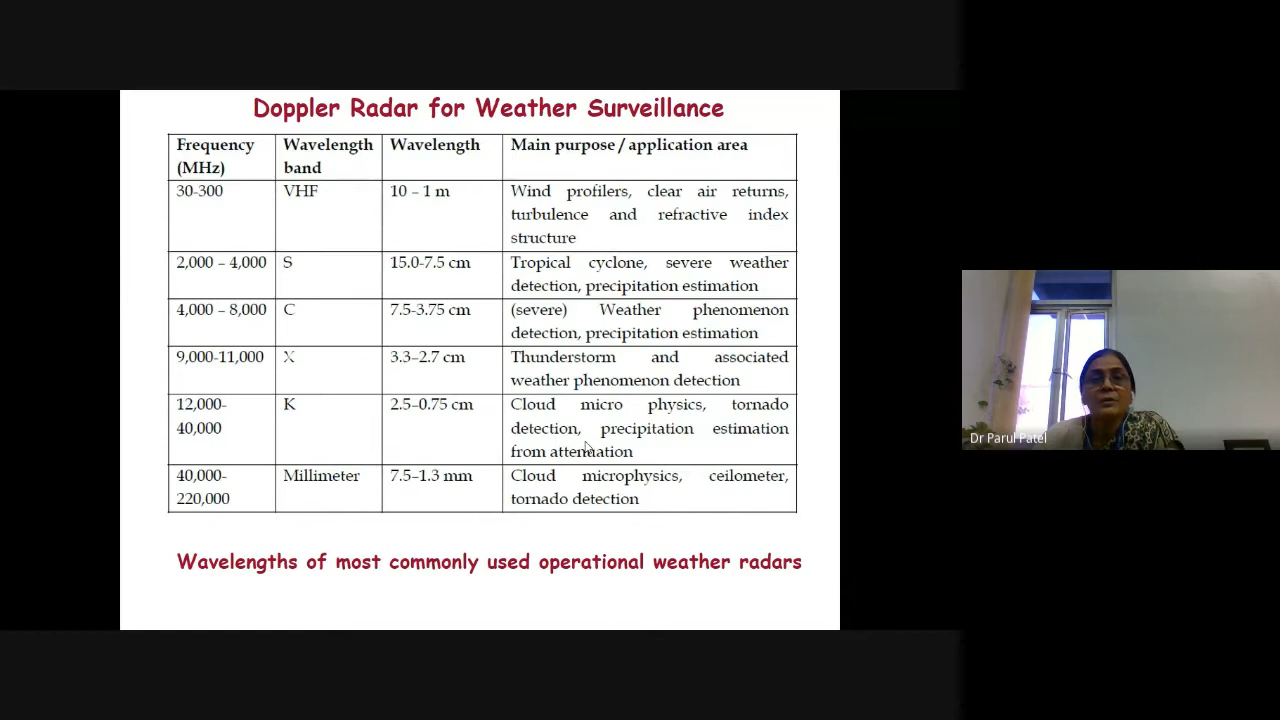 Doppler Radar for Weather Surveillance
Frequency (MHz) Wavelength band Wavelength Main purpose / application area
30-300 VHF 10 – 1 m Wind profilers, clear air returns,
turbulence and refractive index
structure
2,000 – 4,000 S 15.0-7.5 cm Tropical cyclone, severe weather
detection, precipitation estimation
4,000 – 8,000 C 7.5-3.75 cm (severe) Weather phenomenon
detection, precipitation estimation
9,000-11,000 X 3.3–2.7 cm Thunderstorm and associated
weather phenomenon detection
12,000- K 2.5–0.75 cm Cloud micro physics, tornado
40,000 detection, precipitation estimation
from attenuation
40,000- Millimeter 7.5–1.3 mm Cloud microphysics, ceilometer,
220,000 tornado detection
Wavelengths of most commonly used operational weather radars
Dr Parul Patel